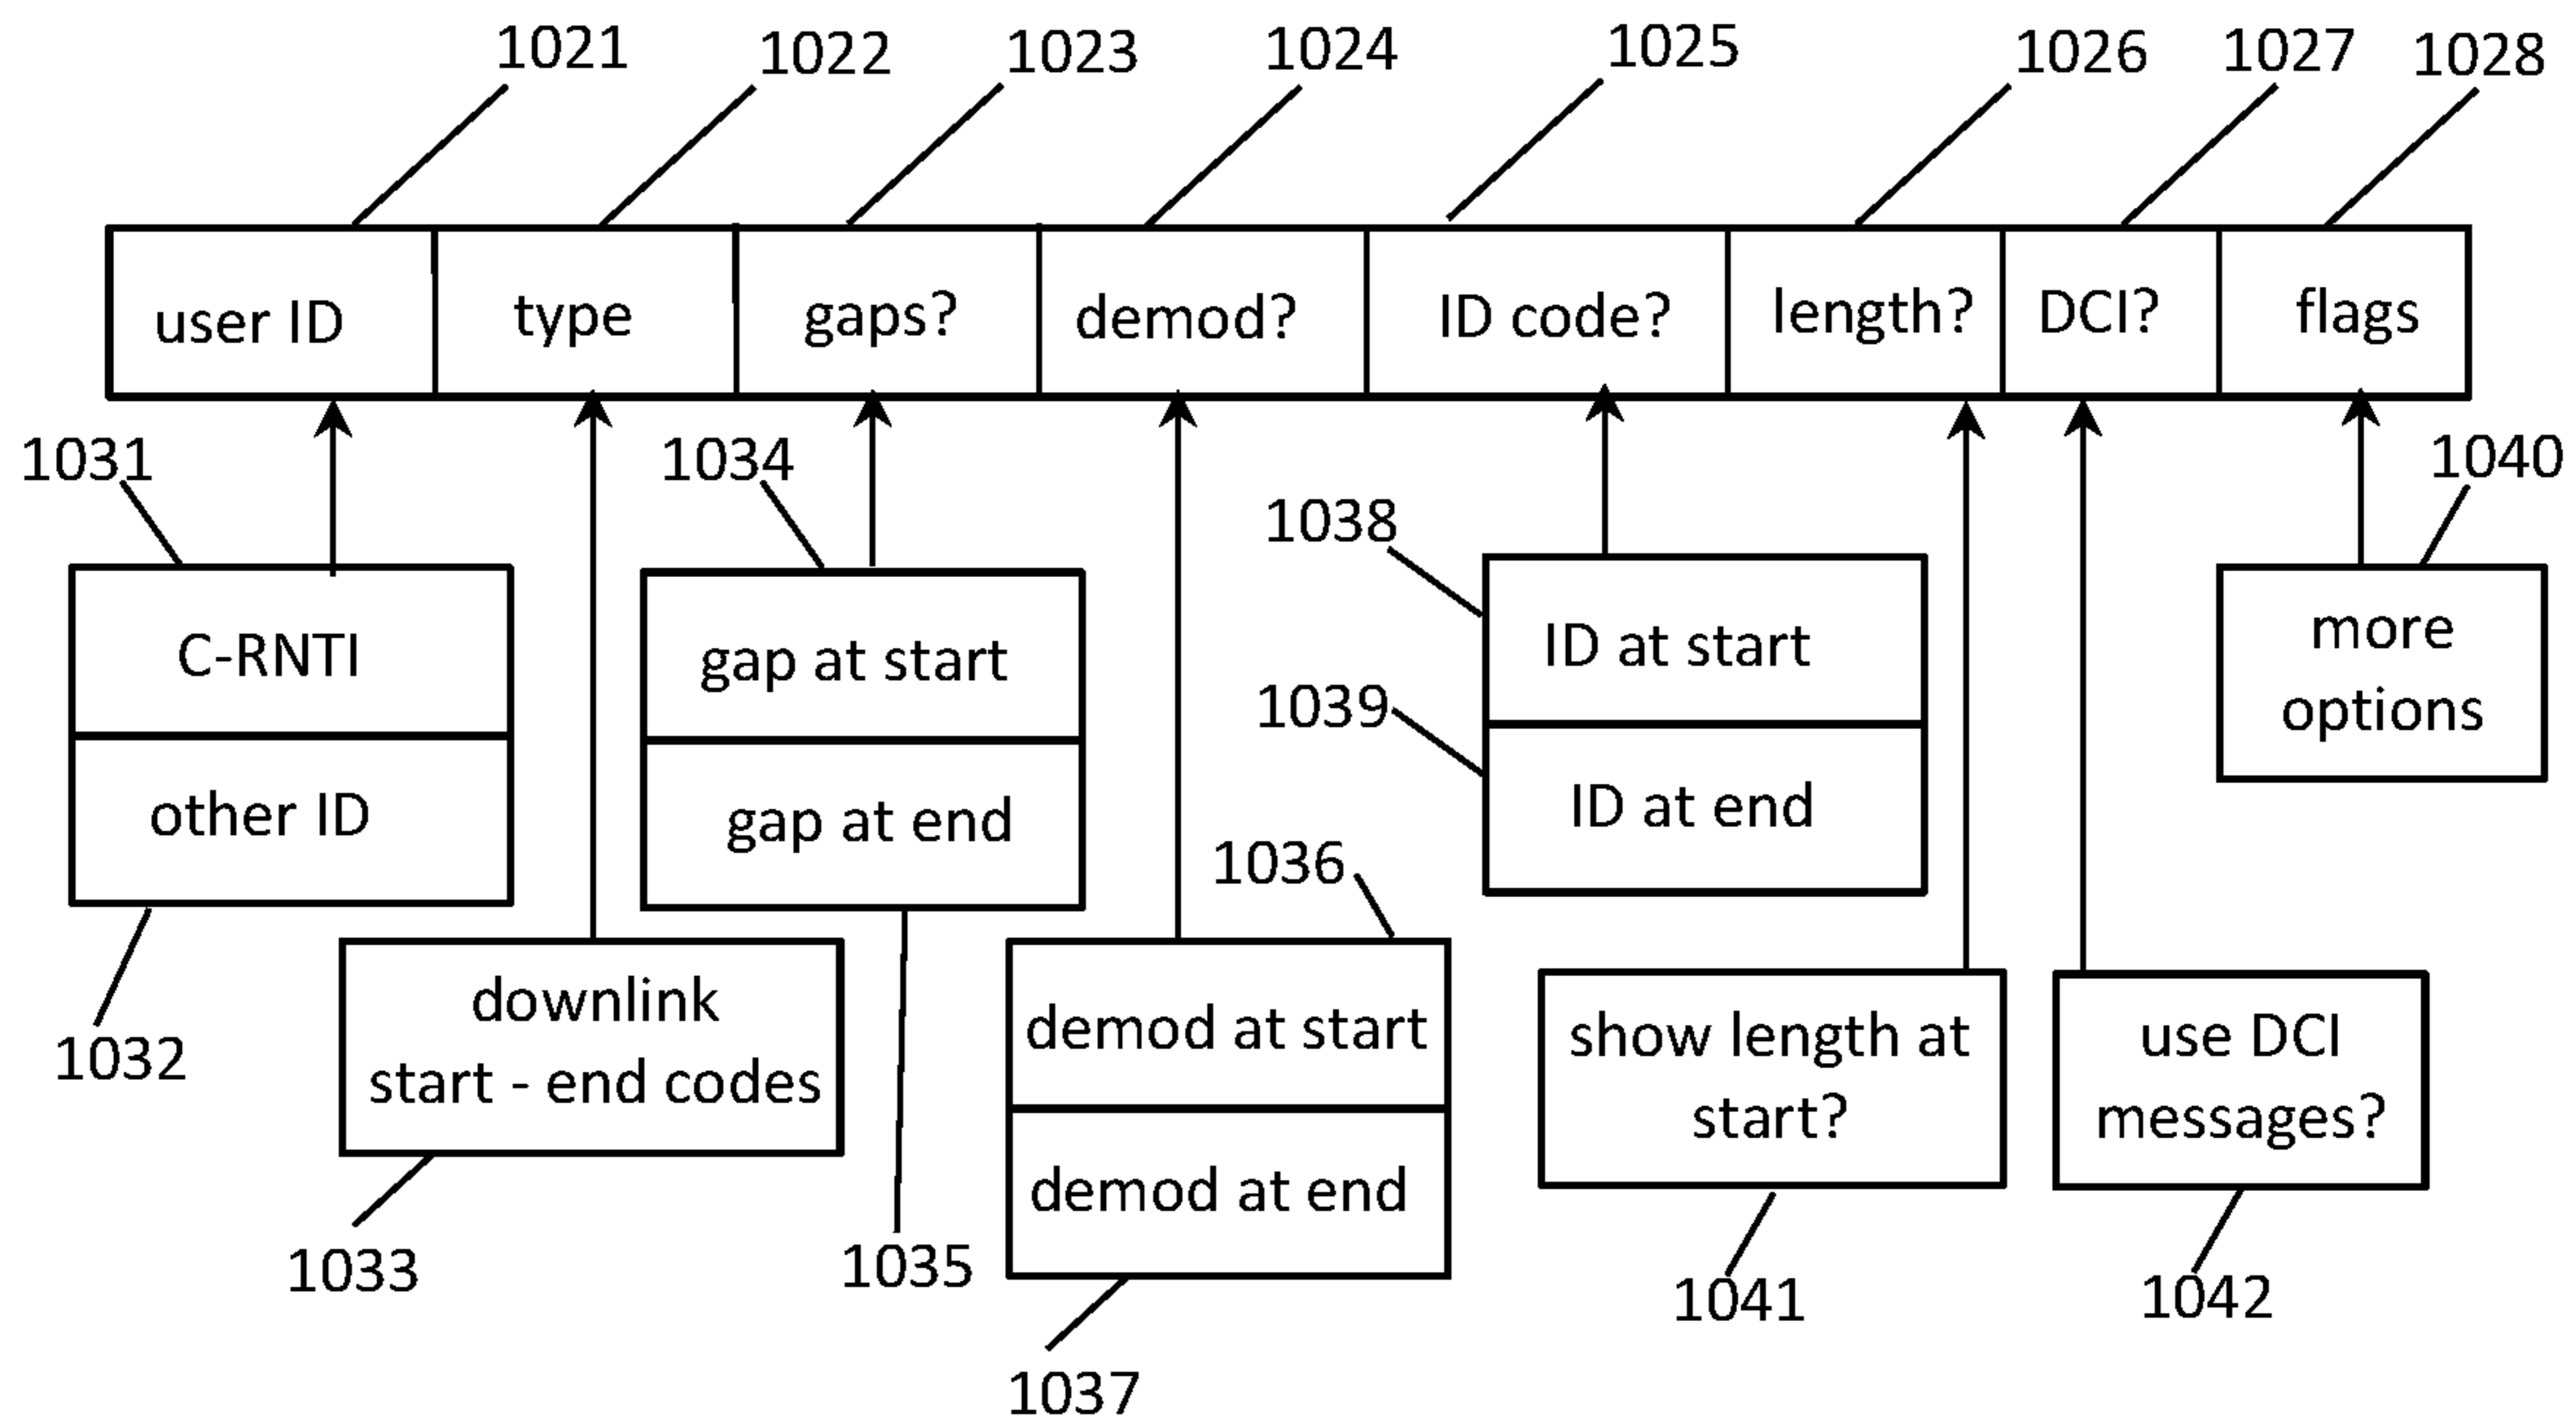 1021 1022 1023 1024 1025 1026 1027 1028
user ID type gaps? demod? ID code? length? DCI? flags
1031
1034
1038
1040
C-RNTI
other ID
gap at start
gap at end
1039
ID at start
ID at end
more
options
1036
1032
downlink
start - end codes
1033
1035
demod at start
demod at end
1037
show length at
start?
1041
use DCI
messages?
1042